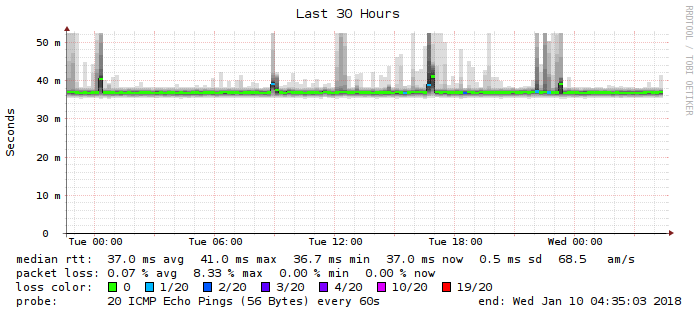 Last 30 Hours
RRDTOOL / TOBI OETIKER
Seconds
50 m
40 m
30 m
20 m
10 m
0
Tue 00:00 Tue 06:00 Tue 12:00 Tue 18:00 Wed 00:00
median rtt: 37.0 ms avg 41.0 ms max 36.7 ms min 37.0 ms now 0.5 ms sd 68.5 am/s
packet loss: 0.07 % avg 8.33 % max 0.00 % min 0.00 % now
loss color: 0 1/20 2/20 3/20 4/20 10/20 19/20
probe: 20 ICMP Echo Pings (56 Bytes) every 60s end: Wed Jan 10 04:35:03 2018